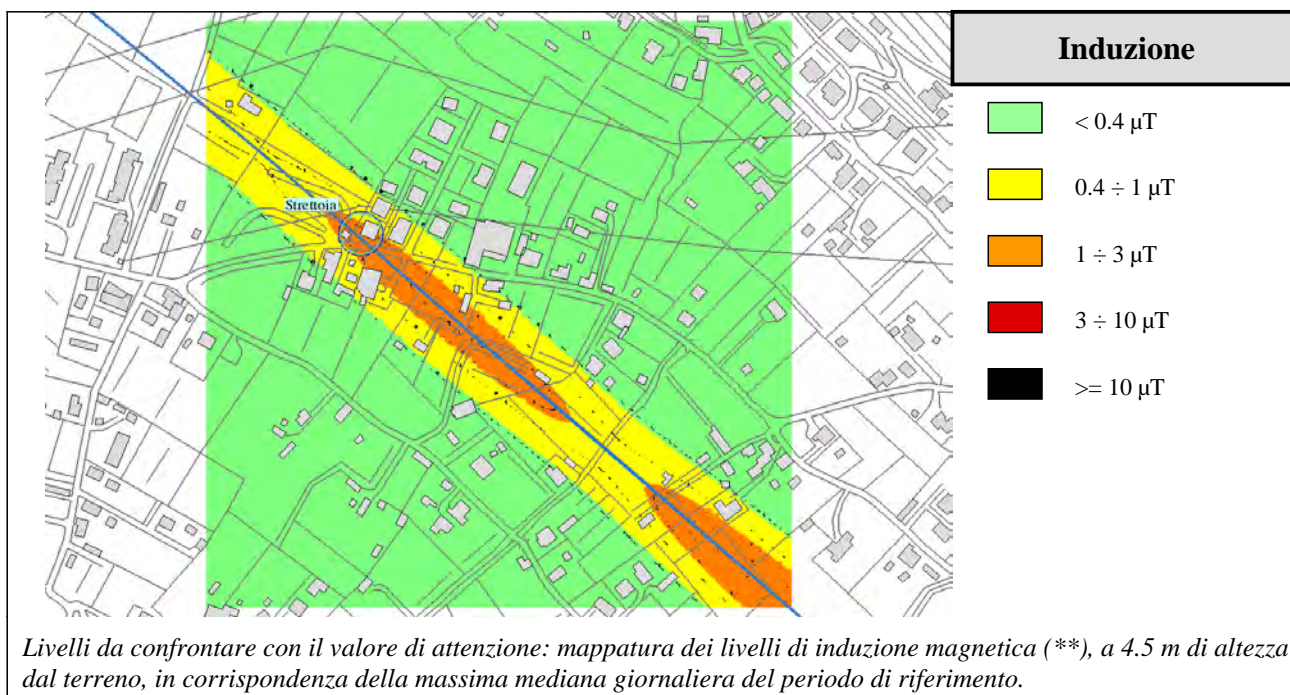 Induzione
< 0.4 µT
0.4 ÷ 1 µT
1 ÷ 3 µT
3 ÷ 10 µT
>= 10 µT
Strettoia
Livelli da confrontare con il valore di attenzione: mappatura dei livelli di induzione magnetica (**), a 4.5 m di altezza
dal terreno, in corrispondenza della massima mediana giornaliera del periodo di riferimento.